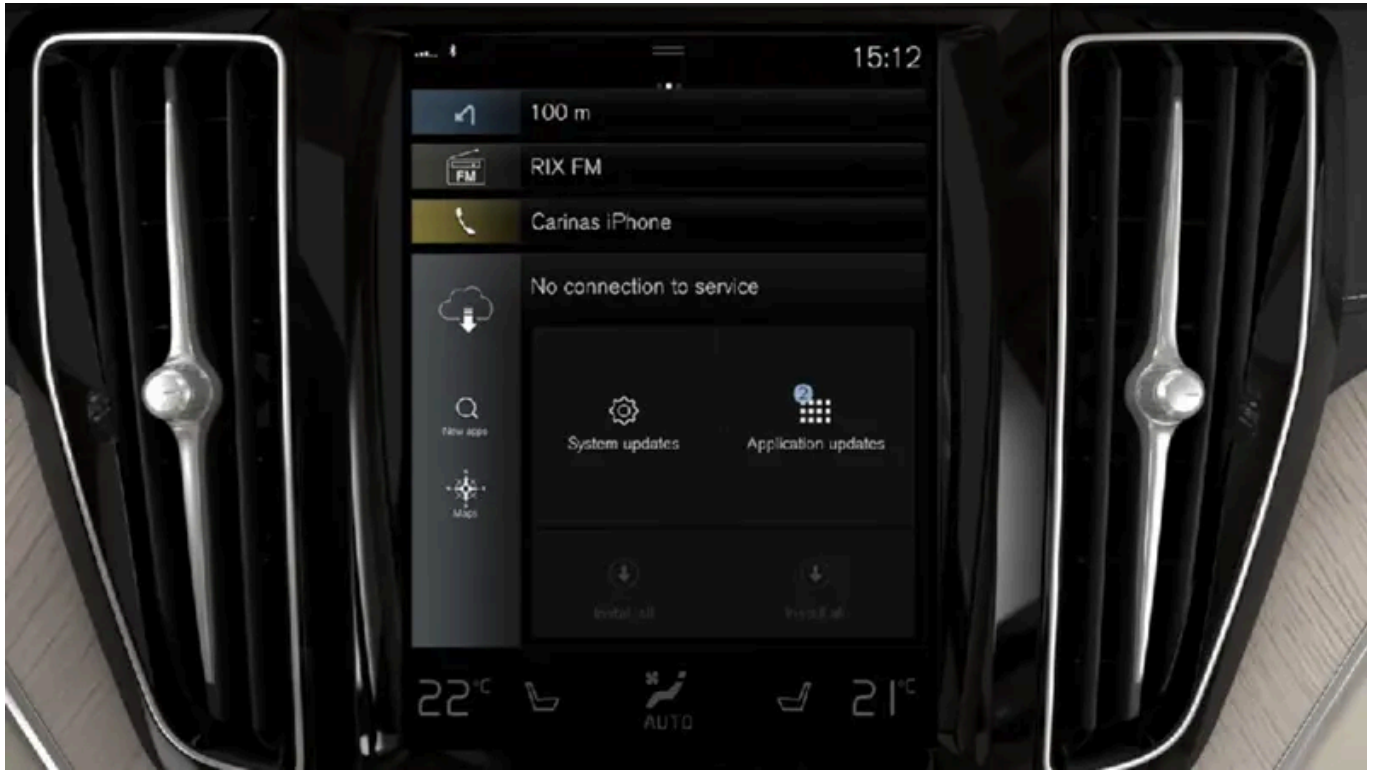 15:12
100 m
FM
RIX FM
Carinas iPhone
No connection to service
2
New apps
System updates
Application updates
Maps
Install all
Install all
22°C
AUTO
21°C